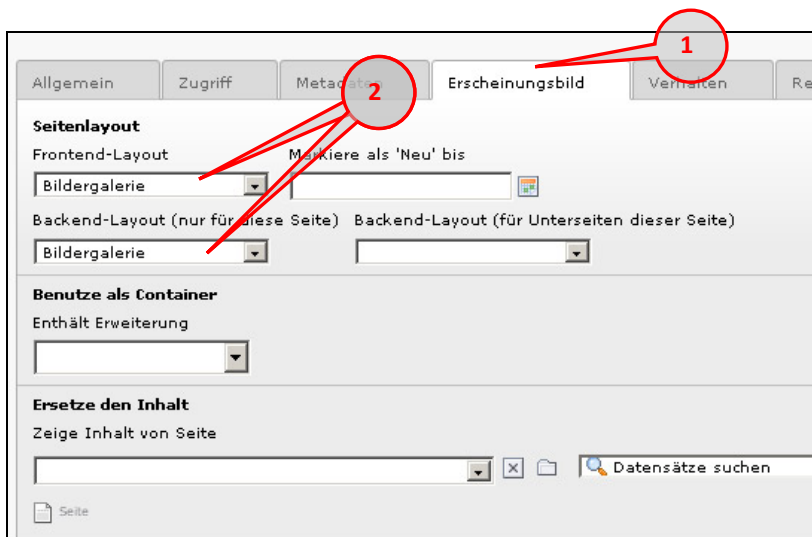 1
Allgemein Zugriff Metadaten Erscheinungsbild Verhalten Re
2
Seitenlayout
Frontend-Layout Markiere als 'Neu' bis
Bildergalerie
Backend-Layout (nur für diese Seite) Backend-Layout (für Unterseiten dieser Seite)
Bildergalerie
Benutze als Container
Enthält Erweiterung
Ersetze den Inhalt
Zeige Inhalt von Seite
Datensätze suchen
Seite